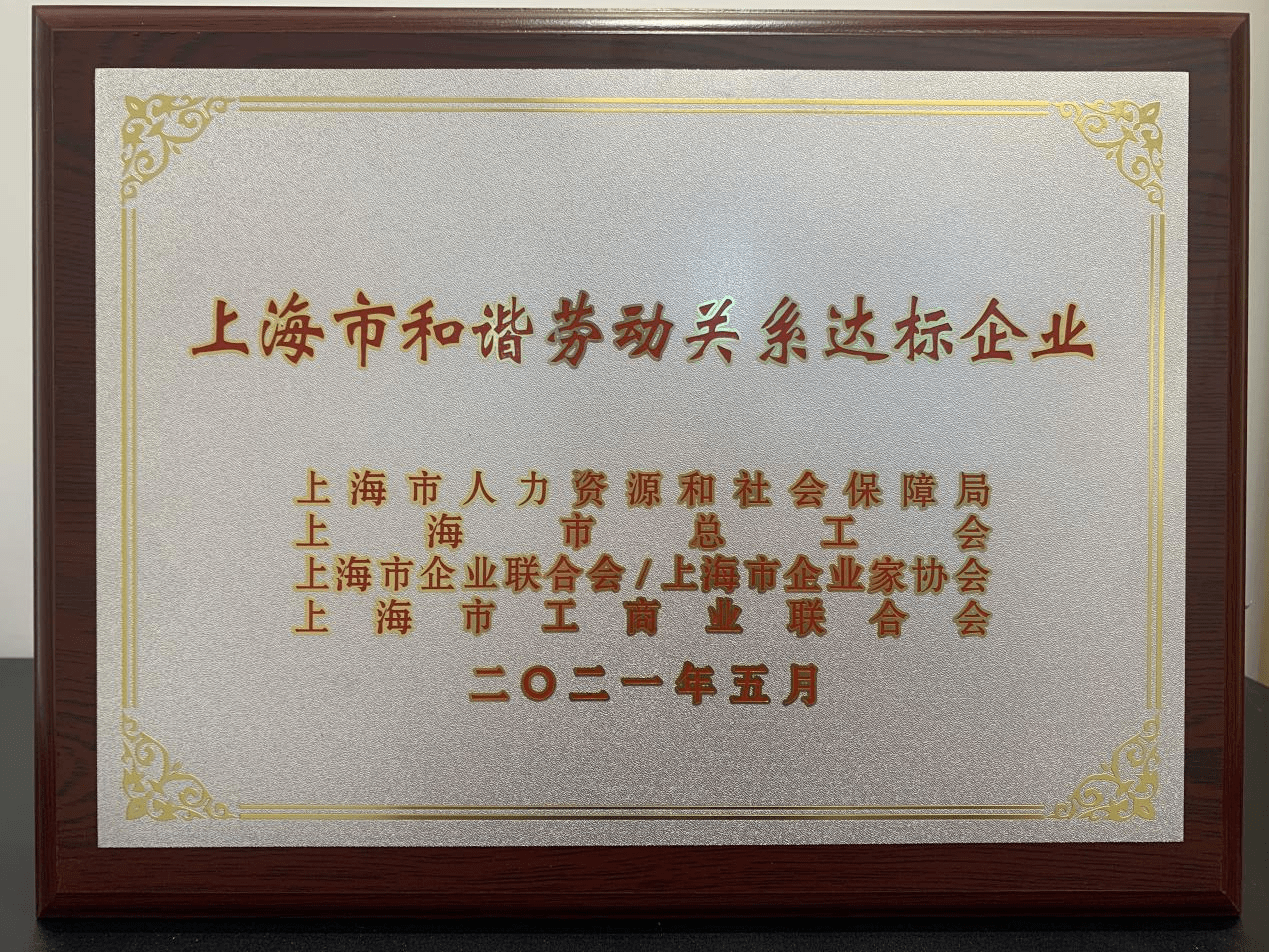 上海市和谐劳动关系达标企业
上海市人力资源和社会保障局
上海市总工会
上海市企业联合会/上海市企业家协会
上海市工商业联合会
二〇二一年五月